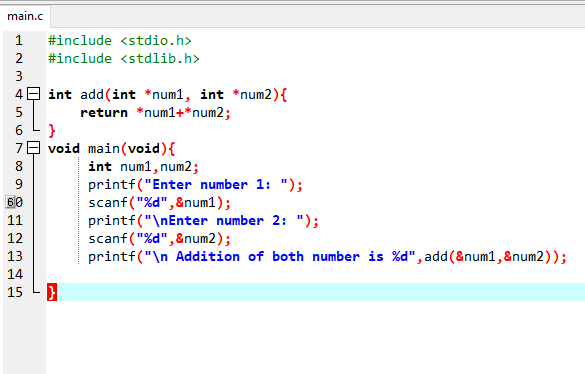 main.c
1 #include <stdio.h>
2 #include <stdlib.h>
3
4 int add(int *num1, int *num2){
5 return *num1+*num2;
6 }
7 void main(void){
8 int num1,num2;
9 printf("Enter number 1: ");
60 scanf("%d",&num1);
11 printf("\nEnter number 2: ");
12 scanf("%d",&num2);
13 printf("\n Addition of both number is %d",add(&num1,&num2));
14
15 }